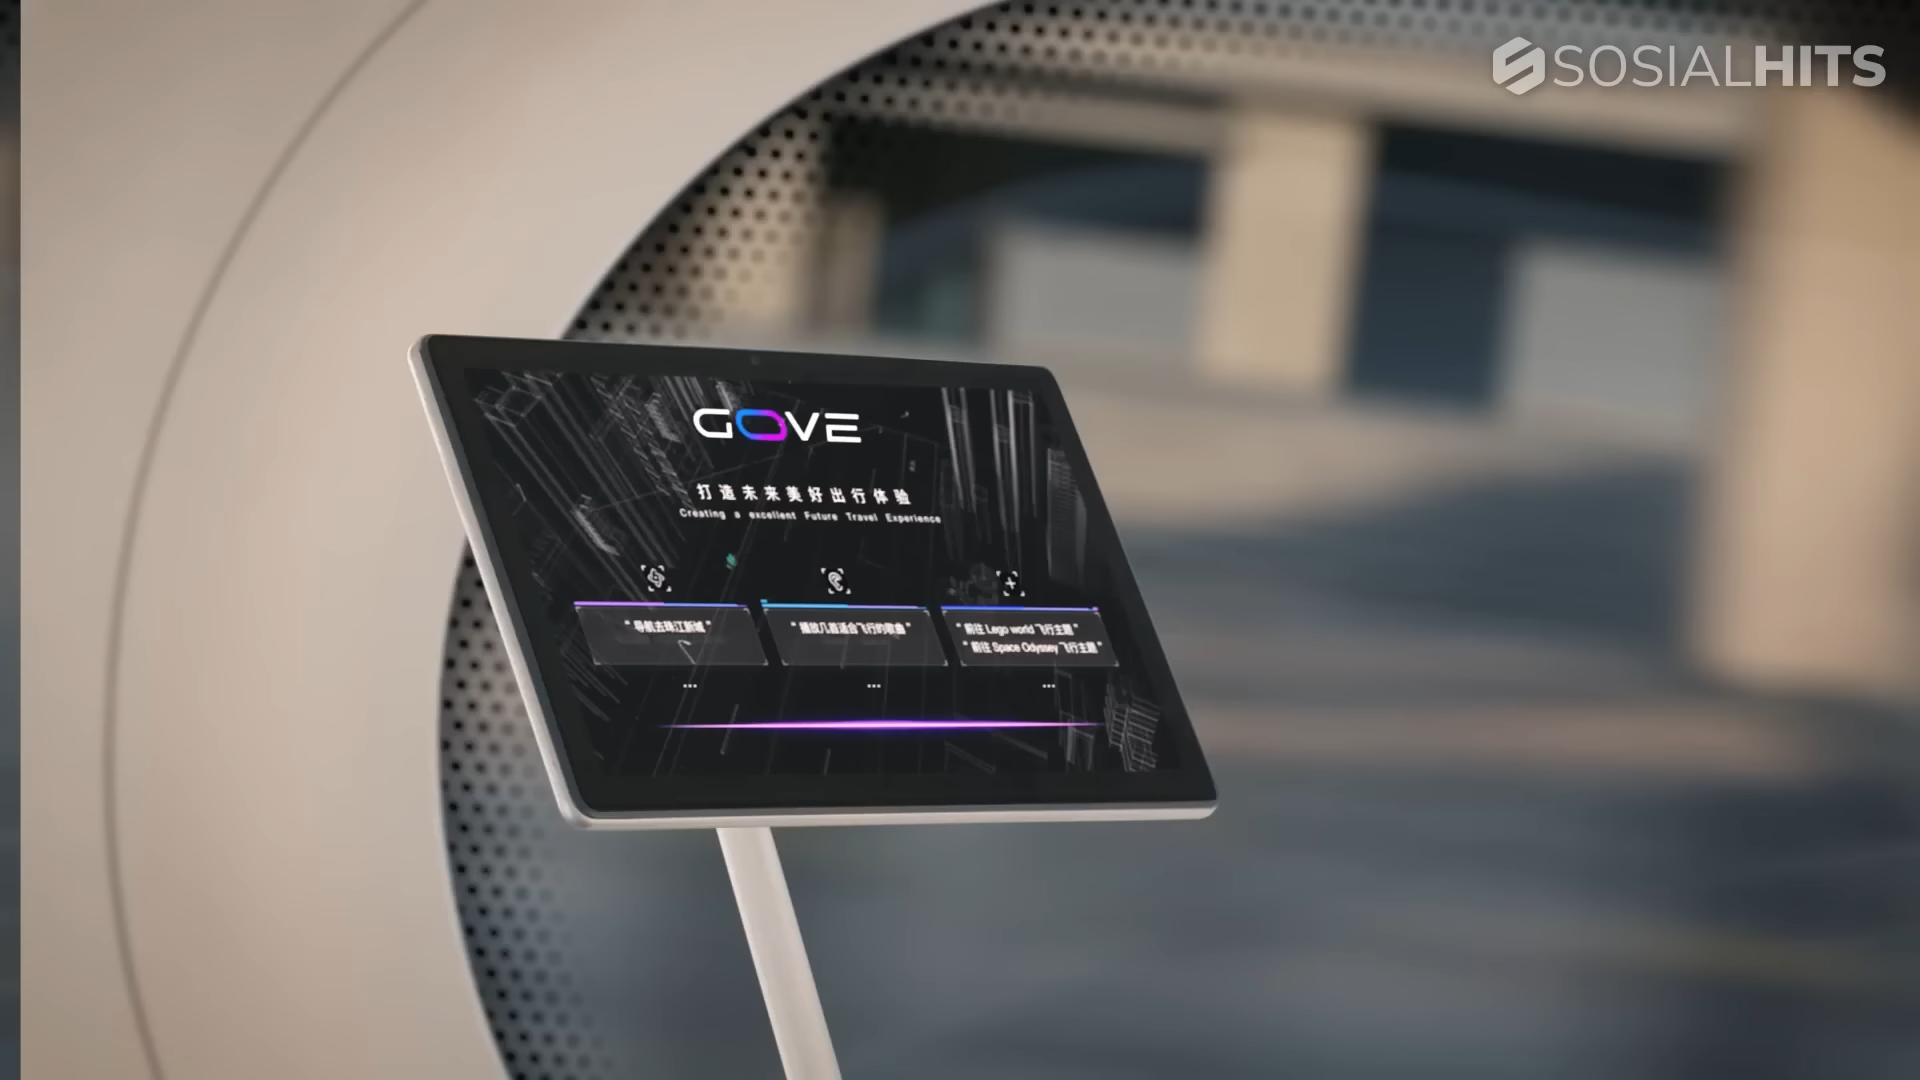 SOSIALHITS
GOVE
打造未来美好出行体验
Creating a excellent Future Travel Experience
“导航去珠江新城”
“播放几首适合飞行的歌曲”
“前往 Lego world 飞行主题”
“前往 Space Odyssey 飞行主题”
...
...
...